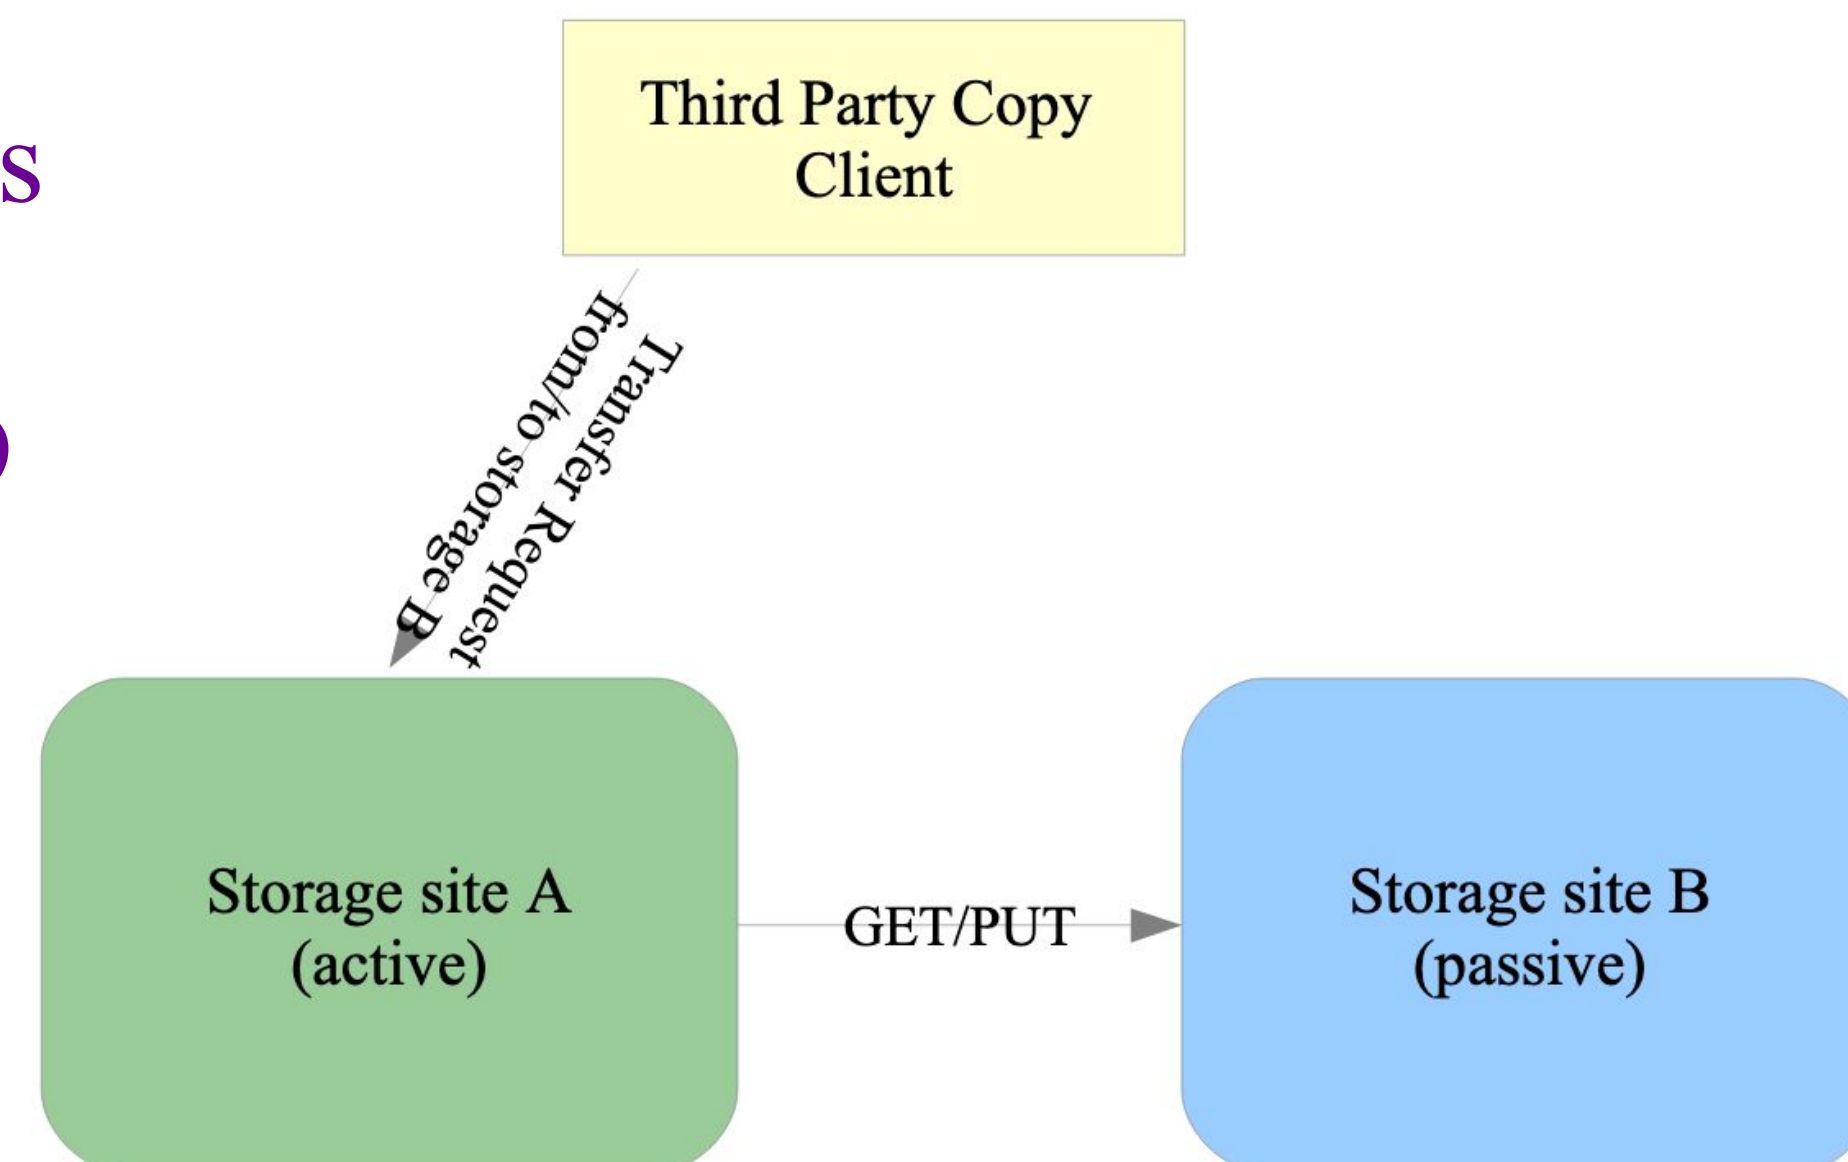 Third Party Copy
Client
s
)
Transfer Request
from/to storage B
Storage site A
(active)
GET/PUT
Storage site B
(passive)